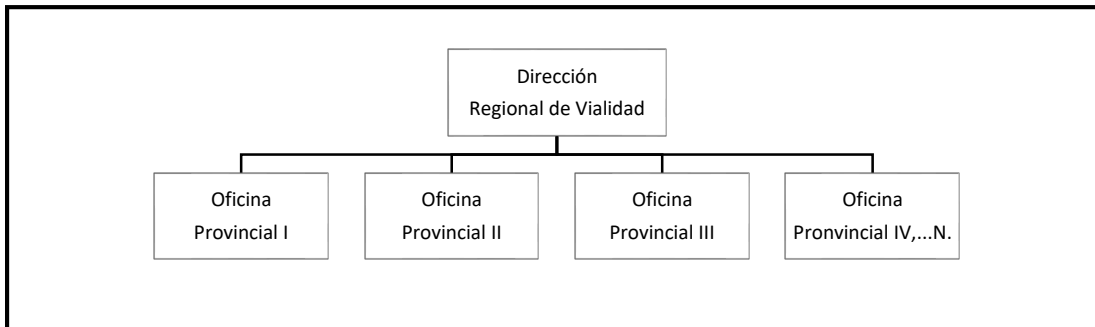 Dirección
Regional de Vialidad
Oficina
Provincial I
Oficina
Provincial II
Oficina
Provincial III
Oficina
Pronvincial IV,...N.